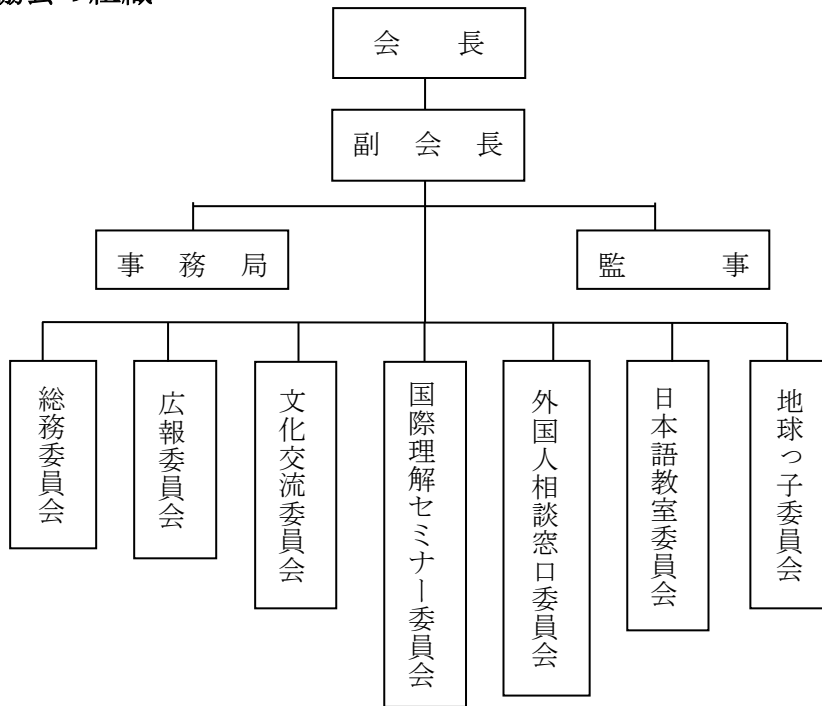 協会の組織
会長
副会長
事務局
監事
総務委員会
広報委員会
文化交流委員会
国際理解セミナー委員会
外国人相談窓口委員会
日本語教室委員会
地球っ子委員会